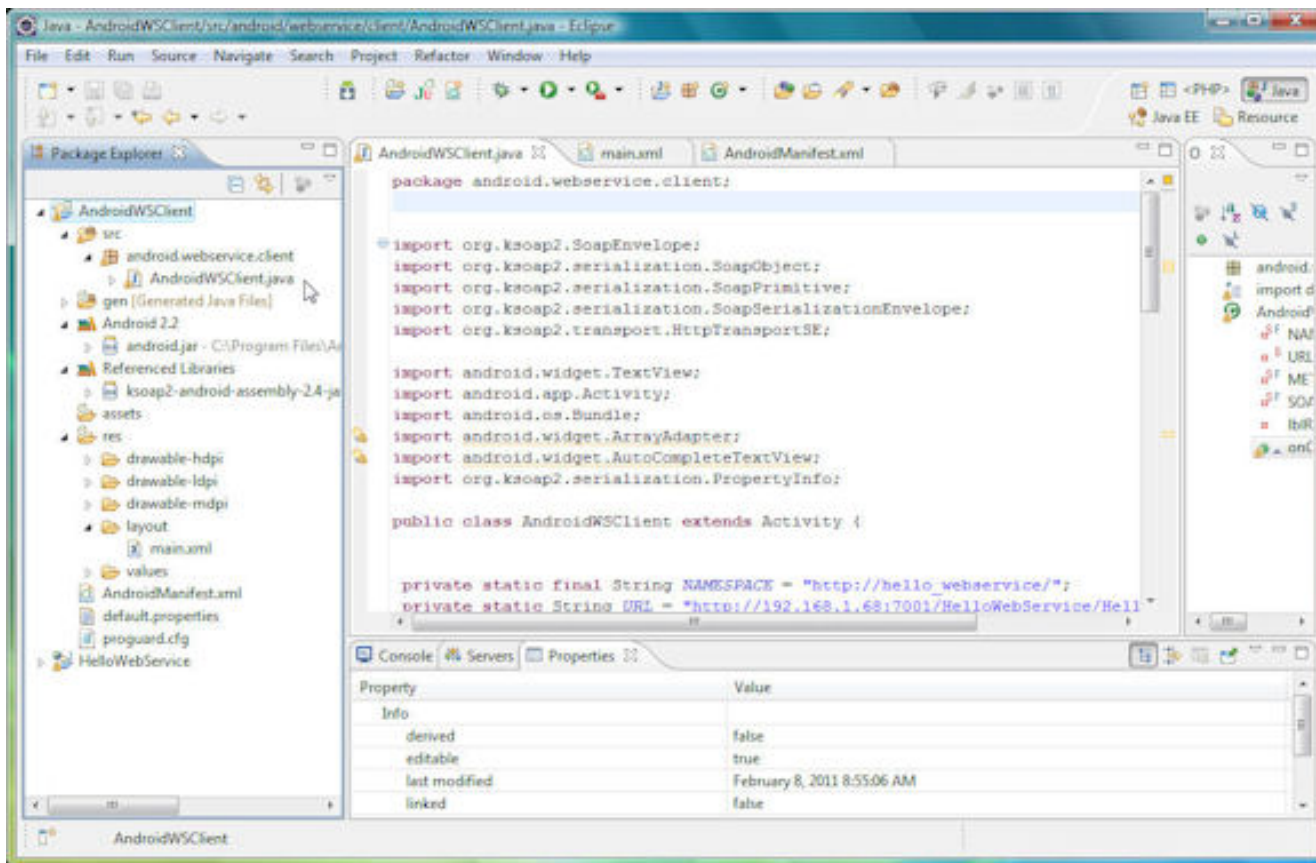 Java - AndroidWSClient/src/android/webservice/client/AndroidWSClient.java - Eclipse
File Edit Run Source Navigate Search Project Refactor Window Help
<PHP> Java
Java EE Resource
Package Explorer
AndroidWSClient.java main.xml AndroidManifest.xml
O
AndroidWSClient
src
android.webservice.client
AndroidWSClient.java
gen [Generated Java Files]
Android 2.2
android.jar - C:\Program Files\
Referenced Libraries
ksoap2-android-assembly-2.4-ja
assets
res
drawable-hdpi
drawable-ldpi
drawable-mdpi
layout
main.xml
values
AndroidManifest.xml
default.properties
proguard.cfg
HelloWebService
package android.webservice.client;
import org.ksoap2.SoapEnvelope;
import org.ksoap2.serialization.SoapObject;
import org.ksoap2.serialization.SoapPrimitive;
import org.ksoap2.serialization.SoapSerializationEnvelope;
import org.ksoap2.transport.HttpTransportSE;
import android.widget.TextView;
import android.app.Activity;
import android.os.Bundle;
import android.widget.ArrayAdapter;
import android.widget.AutoCompleteTextView;
import org.ksoap2.serialization.PropertyInfo;
public class AndroidWSClient extends Activity {
private static final String NAMESPACE = "http://hello_webservice/";
private static String URL = "http://192.168.1.68:7001/HelloWebService/Hell
android.
import d
Android
NA
URL
ME
SOA
lblR
onC
Console Servers Properties
Property Value
Info
derived false
editable true
last modified February 8, 2011 8:55:06 AM
linked false
AndroidWSClient